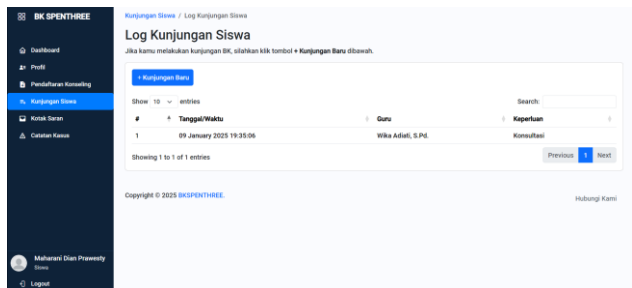 BK SPENTHREE
Dashboard
Profil
Pendaftaran Konseling
Kunjungan Siswa
Kotak Saran
Catatan Kasus
Maharani Dian Prawesty
Siswa
Logout
Kunjungan Siswa / Log Kunjungan Siswa
Log Kunjungan Siswa
Jika kamu melakukan kunjungan BK, silahkan klik tombol + Kunjungan Baru dibawah.
+ Kunjungan Baru
Show 10 entries Search:
# Tanggal/Waktu Guru Keperluan
1 09 January 2025 19:35:06 Wika Adieti, S.Pd. Konsultasi
Showing 1 to 1 of 1 entries Previous 1 Next
Copyright © 2025 BKSPENTHREE. Hubungi Kami